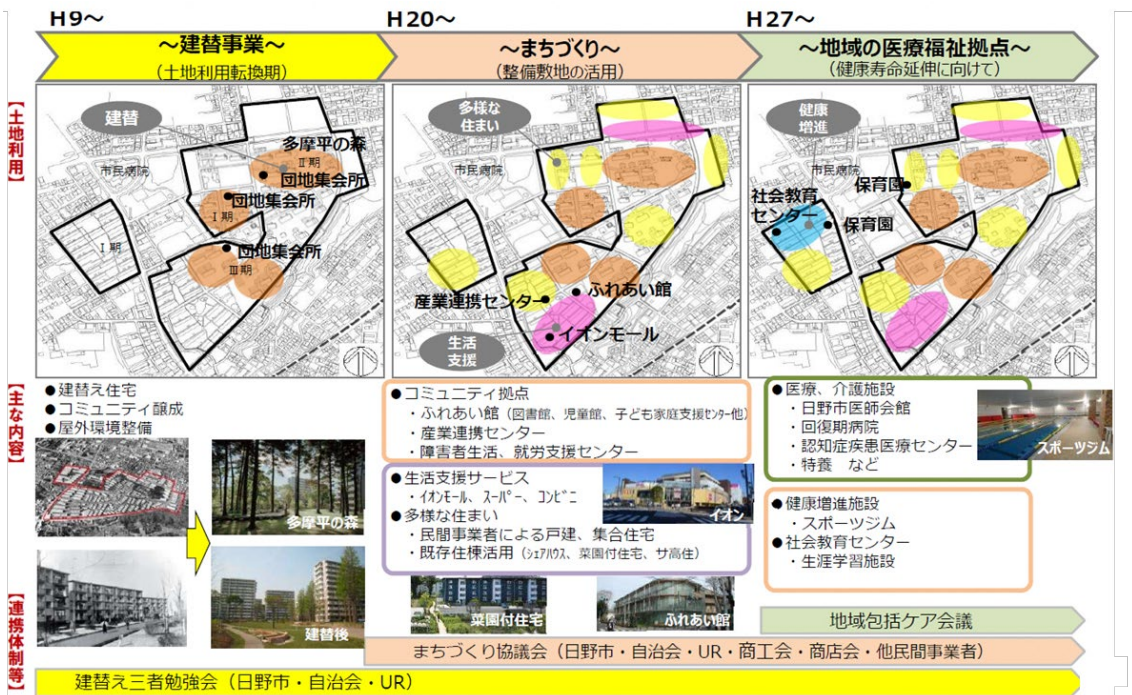 H9～
H20～
H27～
～建替事業～
（土地利用転換期）
～まちづくり～
（整備敷地の活用）
～地域の医療福祉拠点～
（健康寿命延伸に向けて）
【土地利用】
建替
多摩平の森
Ⅱ期
市民病院
団地集会所
団地集会所
Ⅰ期
Ⅰ期
団地集会所
Ⅲ期
多様な
住まい
市民病院
産業連携センター
ふれあい館
イオンモール
生活
支援
健康
増進
市民病院
保育園
社会教育
センター
保育園
【主な内容】
●建替え住宅
●コミュニティ醸成
●屋外環境整備
多摩平の森
建替後
●コミュニティ拠点
・ふれあい館（図書館、児童館、子ども家庭支援ｾﾝﾀｰ他）
・産業連携センター
・障害者生活、就労支援センター
●生活支援サービス
・ｲｵﾝﾓｰﾙ、ｽｰﾊﾟｰ、ｺﾝﾋﾞﾆ
●多様な住まい
・民間事業者による戸建、集合住宅
・既存住棟活用（ｼｪｱﾊｳｽ、菜園付住宅、サ高住）
イオン
菜園付住宅
ふれあい館
●医療、介護施設
・日野市医師会館
・回復期病院
・認知症疾患医療センター
・特養　など
スポーツジム
●健康増進施設
・スポーツジム
●社会教育センター
・生涯学習施設
【連携体制等】
地域包括ケア会議
まちづくり協議会（日野市・自治会・UR・商工会・商店会・他民間事業者）
建替え三者勉強会（日野市・自治会・UR）